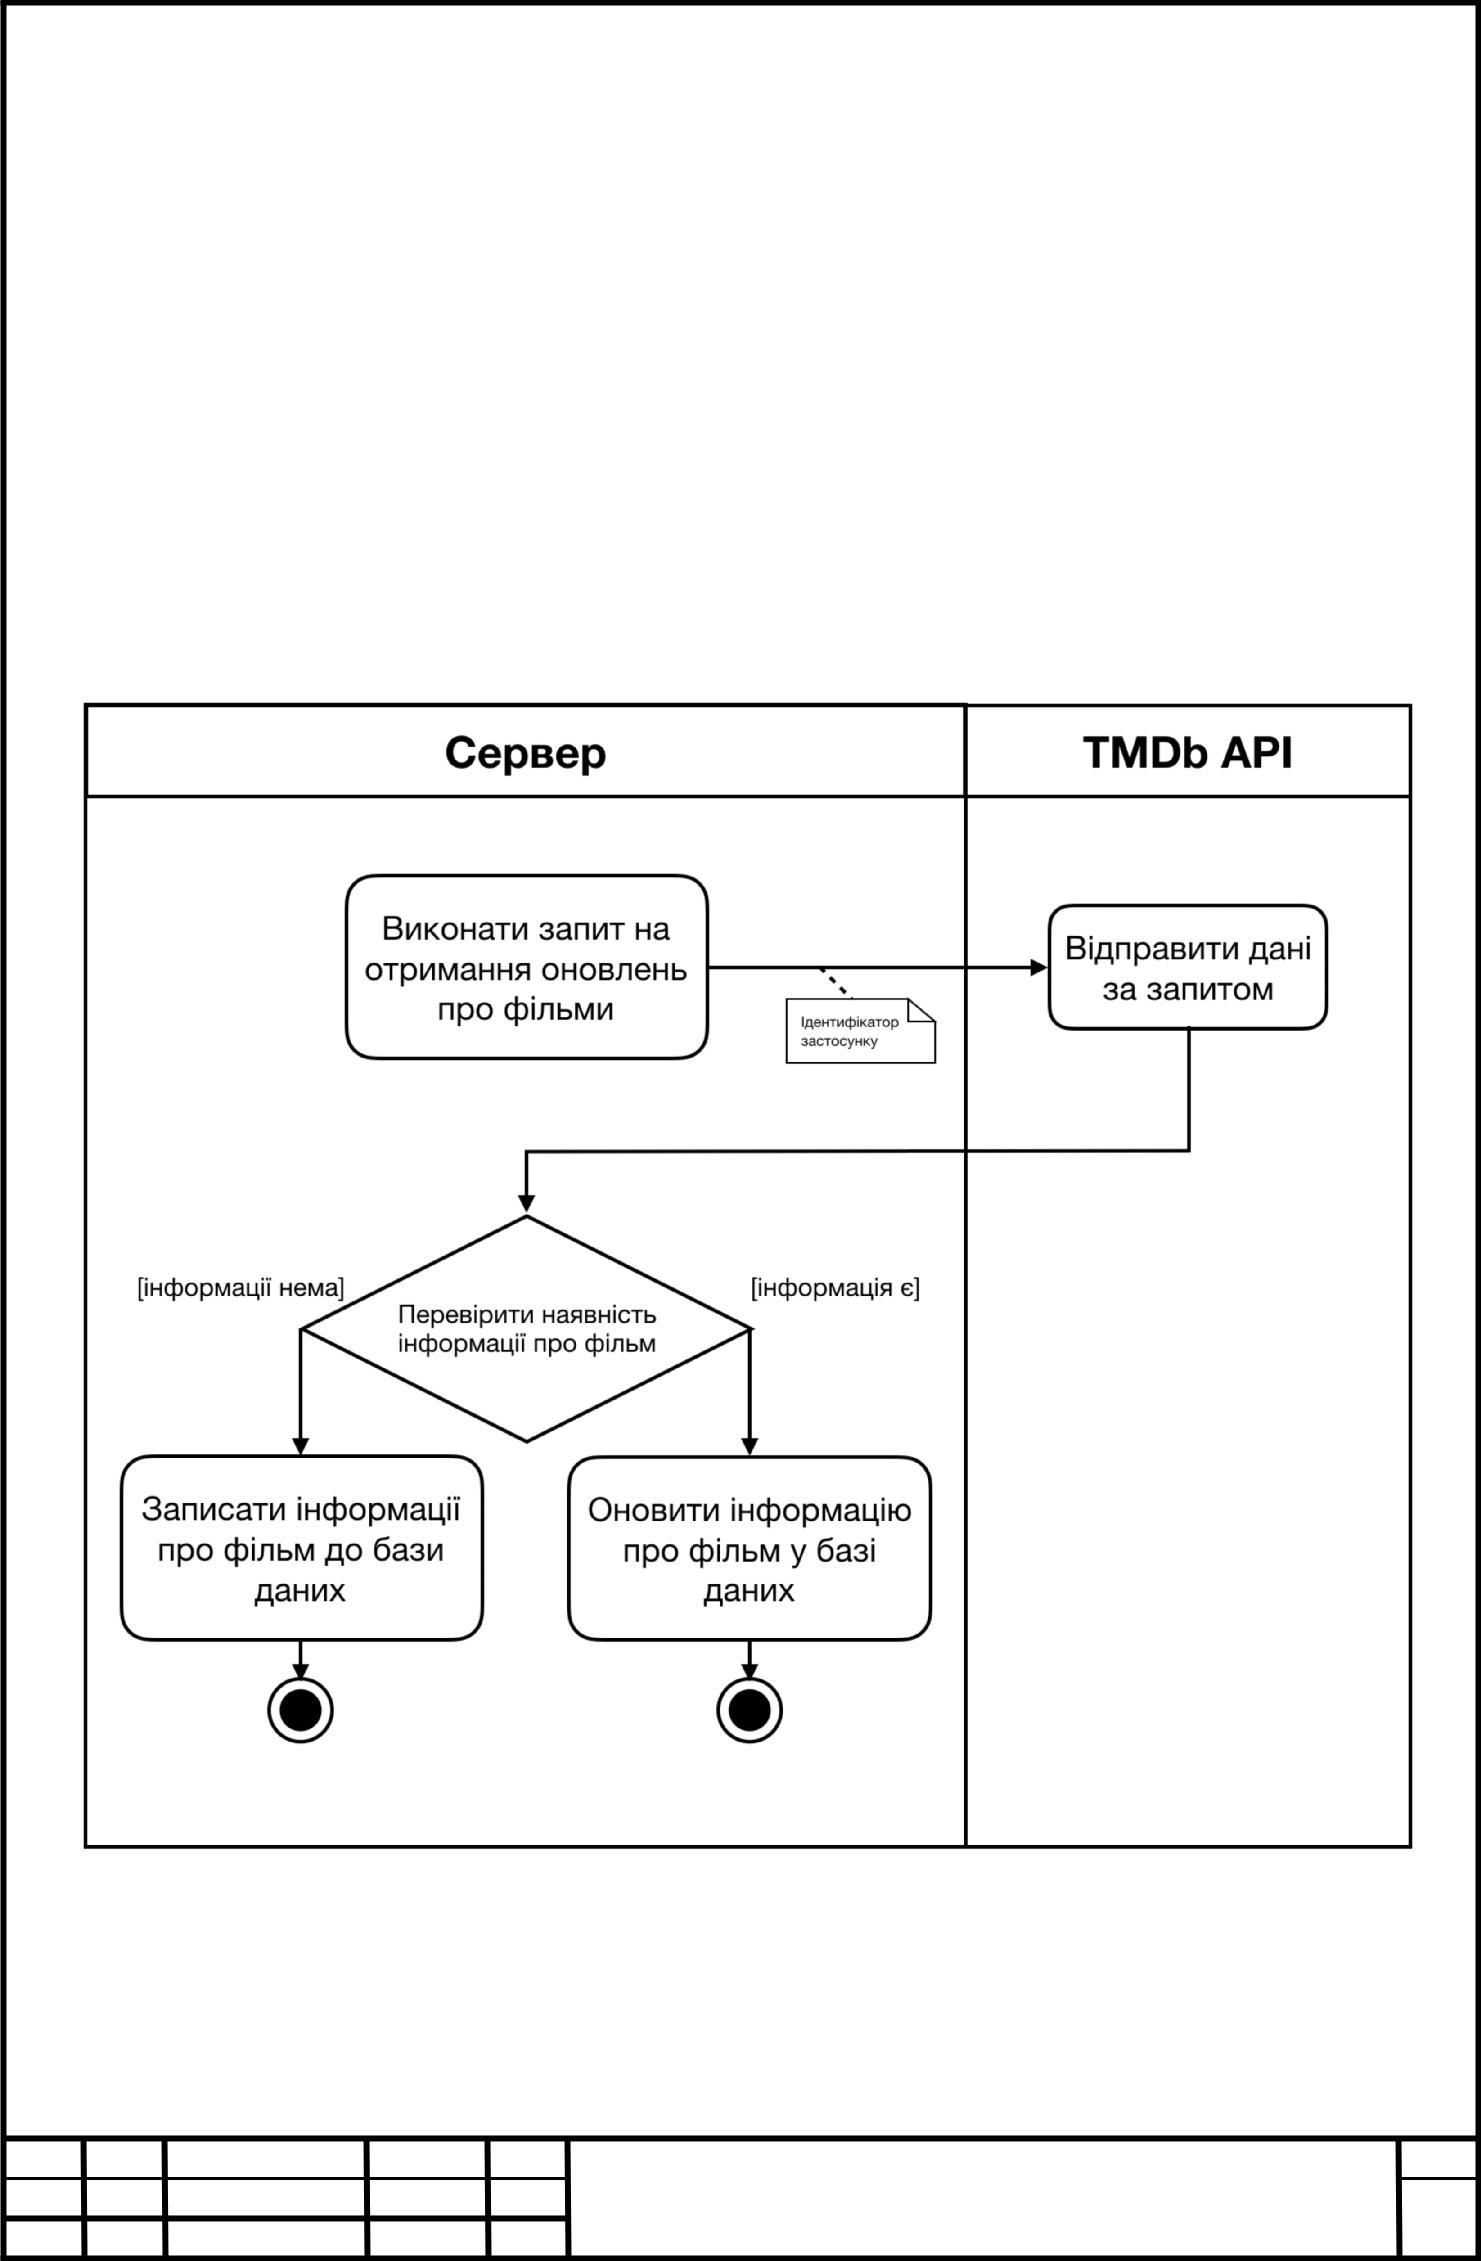 Сервер
TMDb API
Виконати запит на
отримання оновлень
про фільми
Ідентифікатор
застосунку
Відправити дані
за запитом
[інформації нема]
[інформація є]
Перевірити наявність
інформації про фільм
Записати інформації
про фільм до бази
даних
Оновити інформацію
про фільм у базі
даних